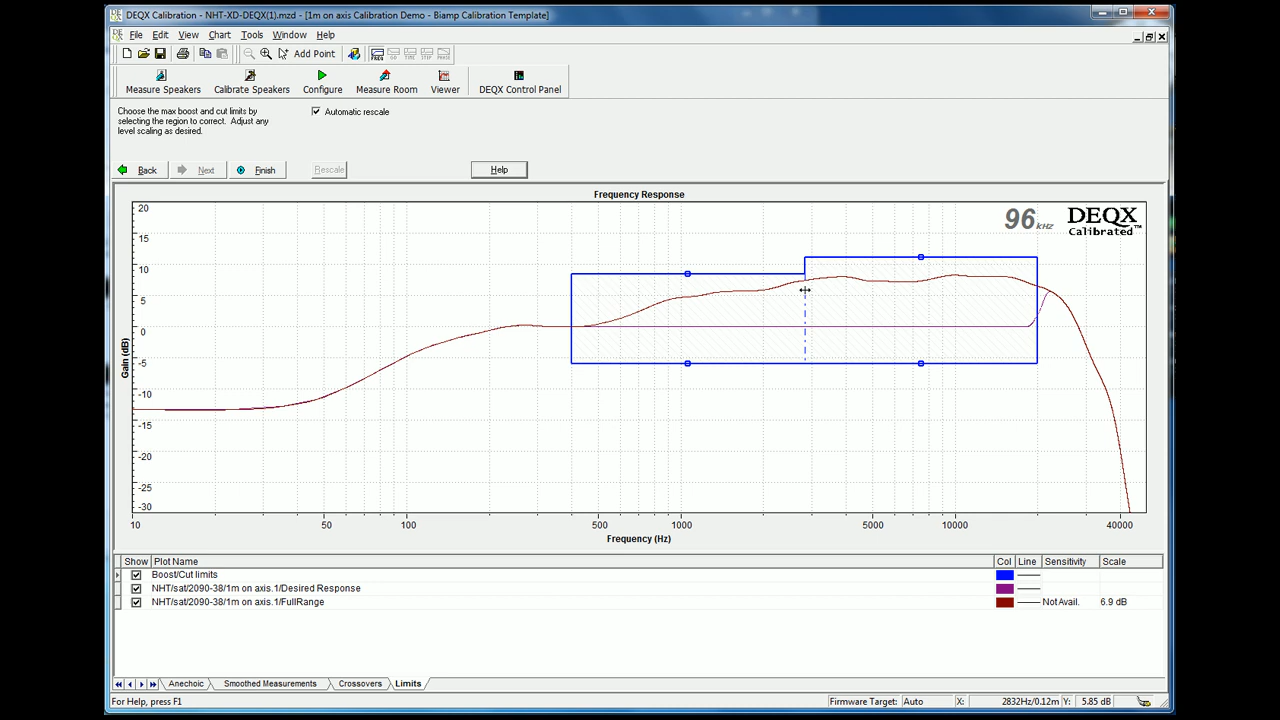 DEQX Calibration - NHT-XD-DEQX(1).mzd - [1m on axis Calibration Demo - Biamp Calibration Template]
File Edit View Chart Tools Window Help
Add Point FREQ
Measure Speakers Calibrate Speakers Configure Measure Room Viewer DEQX Control Panel
Choose the max boost and cut limits by
selecting the region to correct. Adjust any
level scaling as desired.
Automatic rescale
Back Next Finish Rescale Help
Frequency Response
96 kHz DEQX Calibrated™
20
15
10
5
0
-5
-10
-15
-20
-25
-30
Gain (dB)
10 50 100 500 1000 5000 10000 40000
Frequency (Hz)
Show Plot Name Col Line Sensitivity Scale
Boost/Cut limits
NHT/sat/2090-38/1m on axis.1/Desired Response
NHT/sat/2090-38/1m on axis.1/FullRange Not Avail. 6.9 dB
Anechoic Smoothed Measurements Crossovers Limits
For Help, press F1 Firmware Target: Auto X: 2832Hz/0.12m Y: 5.85 dB